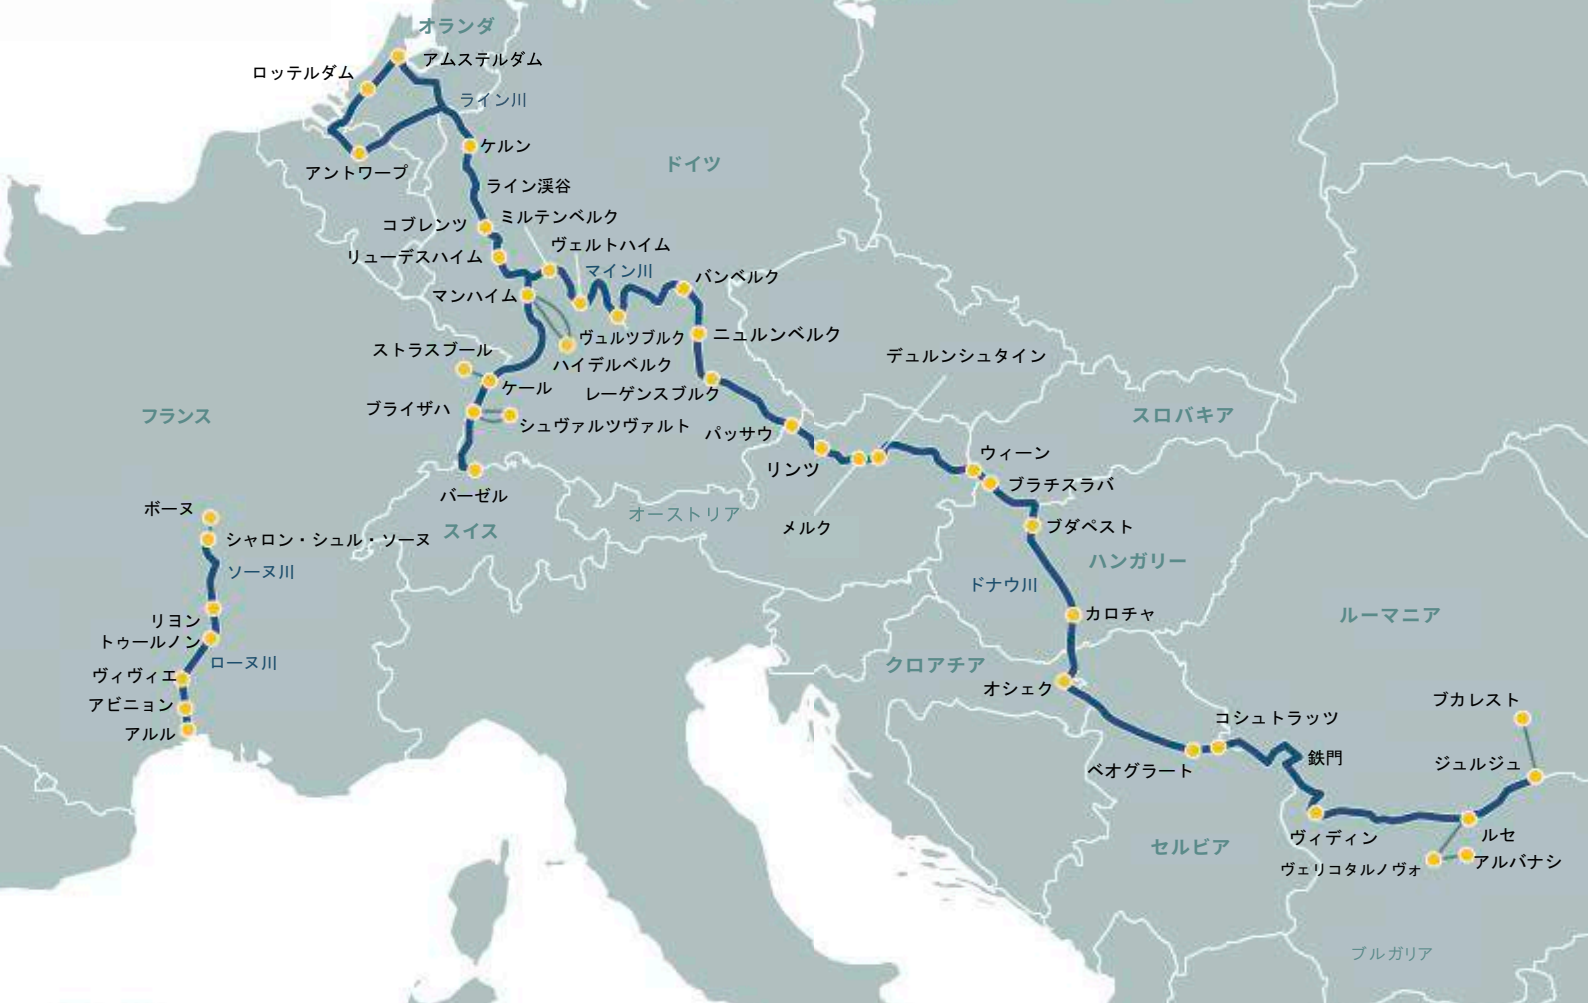 オランダ
アムステルダム
ロッテルダム
ライン川
ケルン
ドイツ
アントワープ
ライン渓谷
コブレンツ
ミルテンベルク
ヴェルトハイム
リューデスハイム
マイン川
バンベルク
マンハイム
ヴュルツブルク
ニュルンベルク
ストラスブール
デュルンシュタイン
ハイデルベルク
ケール
レーゲンスブルク
ブライザハ
フランス
スロバキア
シュヴァルツヴァルト
パッサウ
ウィーン
リンツ
ブラチスラバ
バーゼル
ボーヌ
オーストリア
メルク
ブダペスト
スイス
シャロン・シュル・ソーヌ
ハンガリー
ソーヌ川
ドナウ川
カロチャ
ルーマニア
リヨン
トゥールノン
ローヌ川
クロアチア
ヴィヴィエ
オシェク
アビニョン
ブカレスト
コシュトラッツ
アルル
鉄門
ジュルジュ
ベオグラート
ルセ
ヴィディン
セルビア
アルバナシ
ヴェリコタルノヴォ
ブルガリア